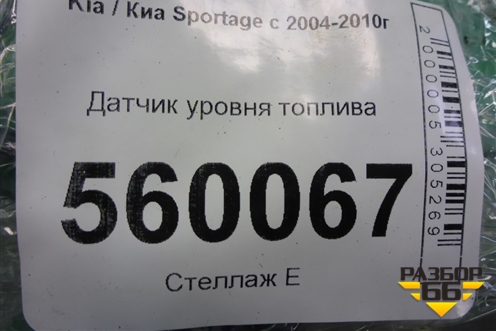 Kia / Киа Sportage с 2004-2010г
Датчик уровня топлива
560067
Стеллаж Е
2000005305269
РАЗБОР
66